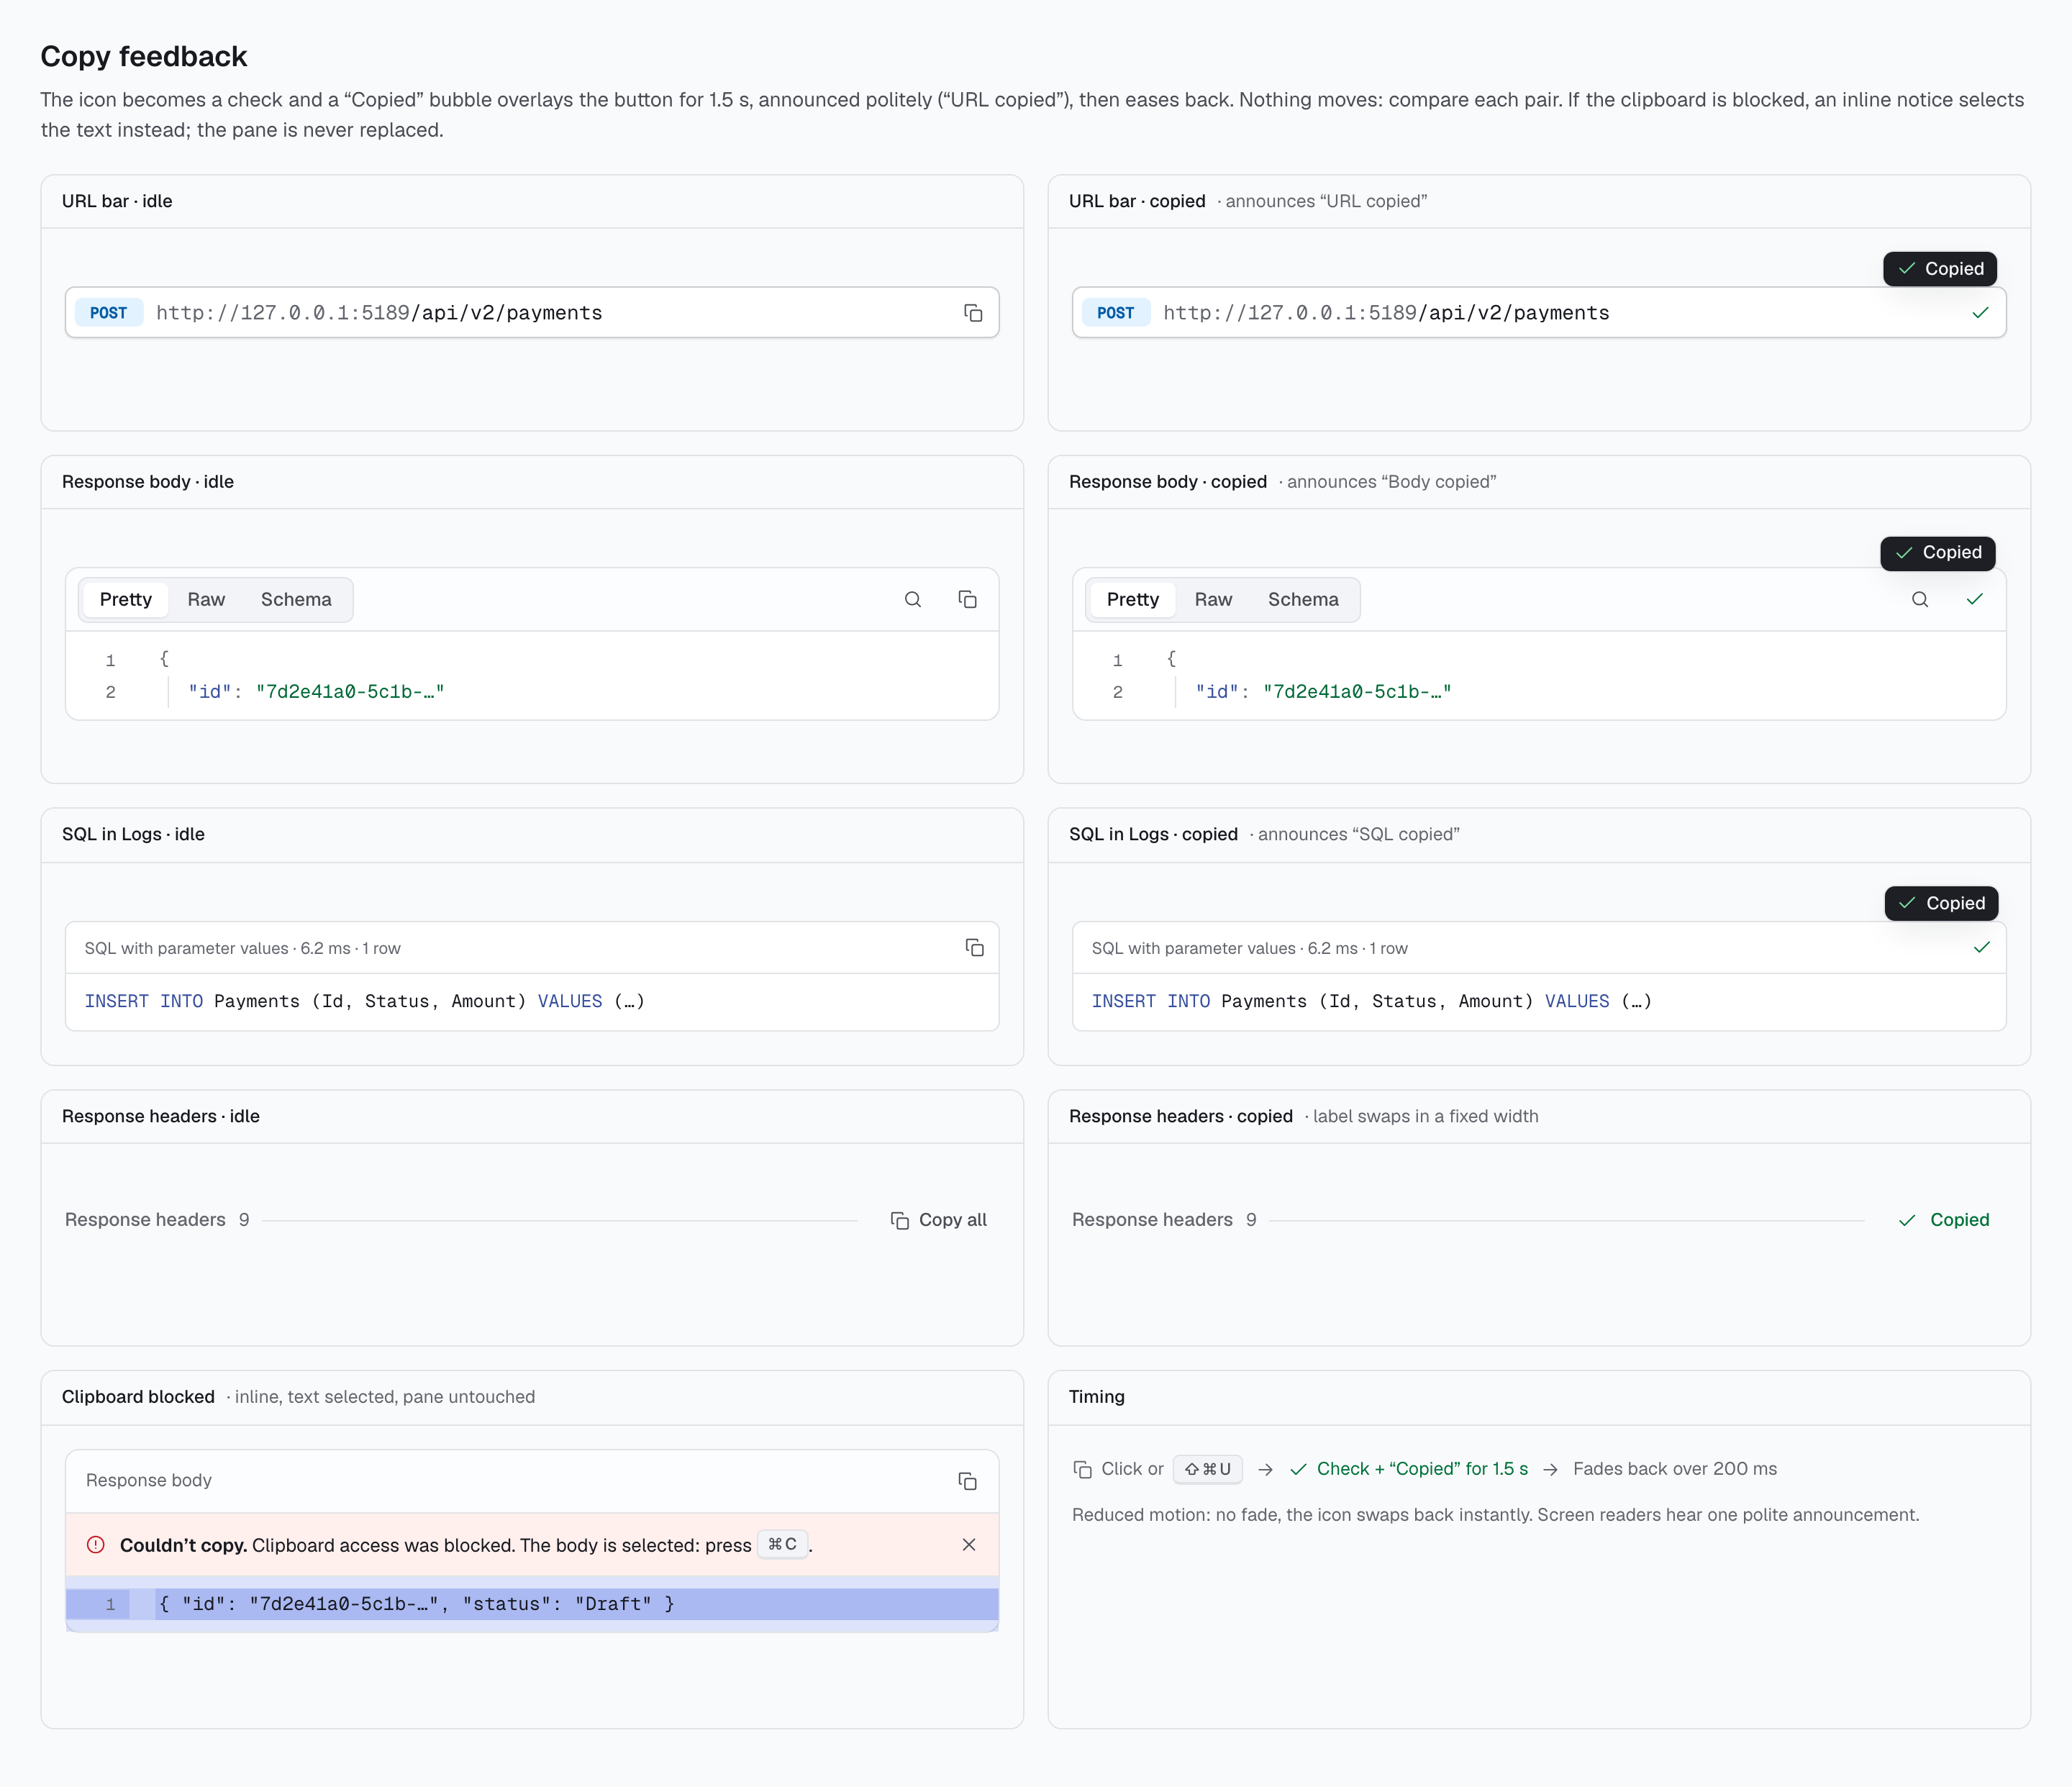 Copy feedback
The icon becomes a check and a “Copied” bubble overlays the button for 1.5 s, announced politely (“URL copied”), then eases back. Nothing moves: compare each pair. If the clipboard is blocked, an inline notice selects
the text instead; the pane is never replaced.
URL bar · idle
POST http://127.0.0.1:5189/api/v2/payments
URL bar · copied · announces “URL copied”
Copied
POST http://127.0.0.1:5189/api/v2/payments
Response body · idle
Pretty Raw Schema
1 {
2 "id": "7d2e41a0-5c1b-…"
Response body · copied · announces “Body copied”
Copied
Pretty Raw Schema
1 {
2 "id": "7d2e41a0-5c1b-…"
SQL in Logs · idle
SQL with parameter values · 6.2 ms · 1 row
INSERT INTO Payments (Id, Status, Amount) VALUES (…)
SQL in Logs · copied · announces “SQL copied”
Copied
SQL with parameter values · 6.2 ms · 1 row
INSERT INTO Payments (Id, Status, Amount) VALUES (…)
Response headers · idle
Response headers 9 Copy all
Response headers · copied · label swaps in a fixed width
Response headers 9 Copied
Clipboard blocked · inline, text selected, pane untouched
Response body
Couldn’t copy. Clipboard access was blocked. The body is selected: press ⌘C.
1 { "id": "7d2e41a0-5c1b-…", "status": "Draft" }
Timing
Click or ⇧⌘U → Check + “Copied” for 1.5 s → Fades back over 200 ms
Reduced motion: no fade, the icon swaps back instantly. Screen readers hear one polite announcement.